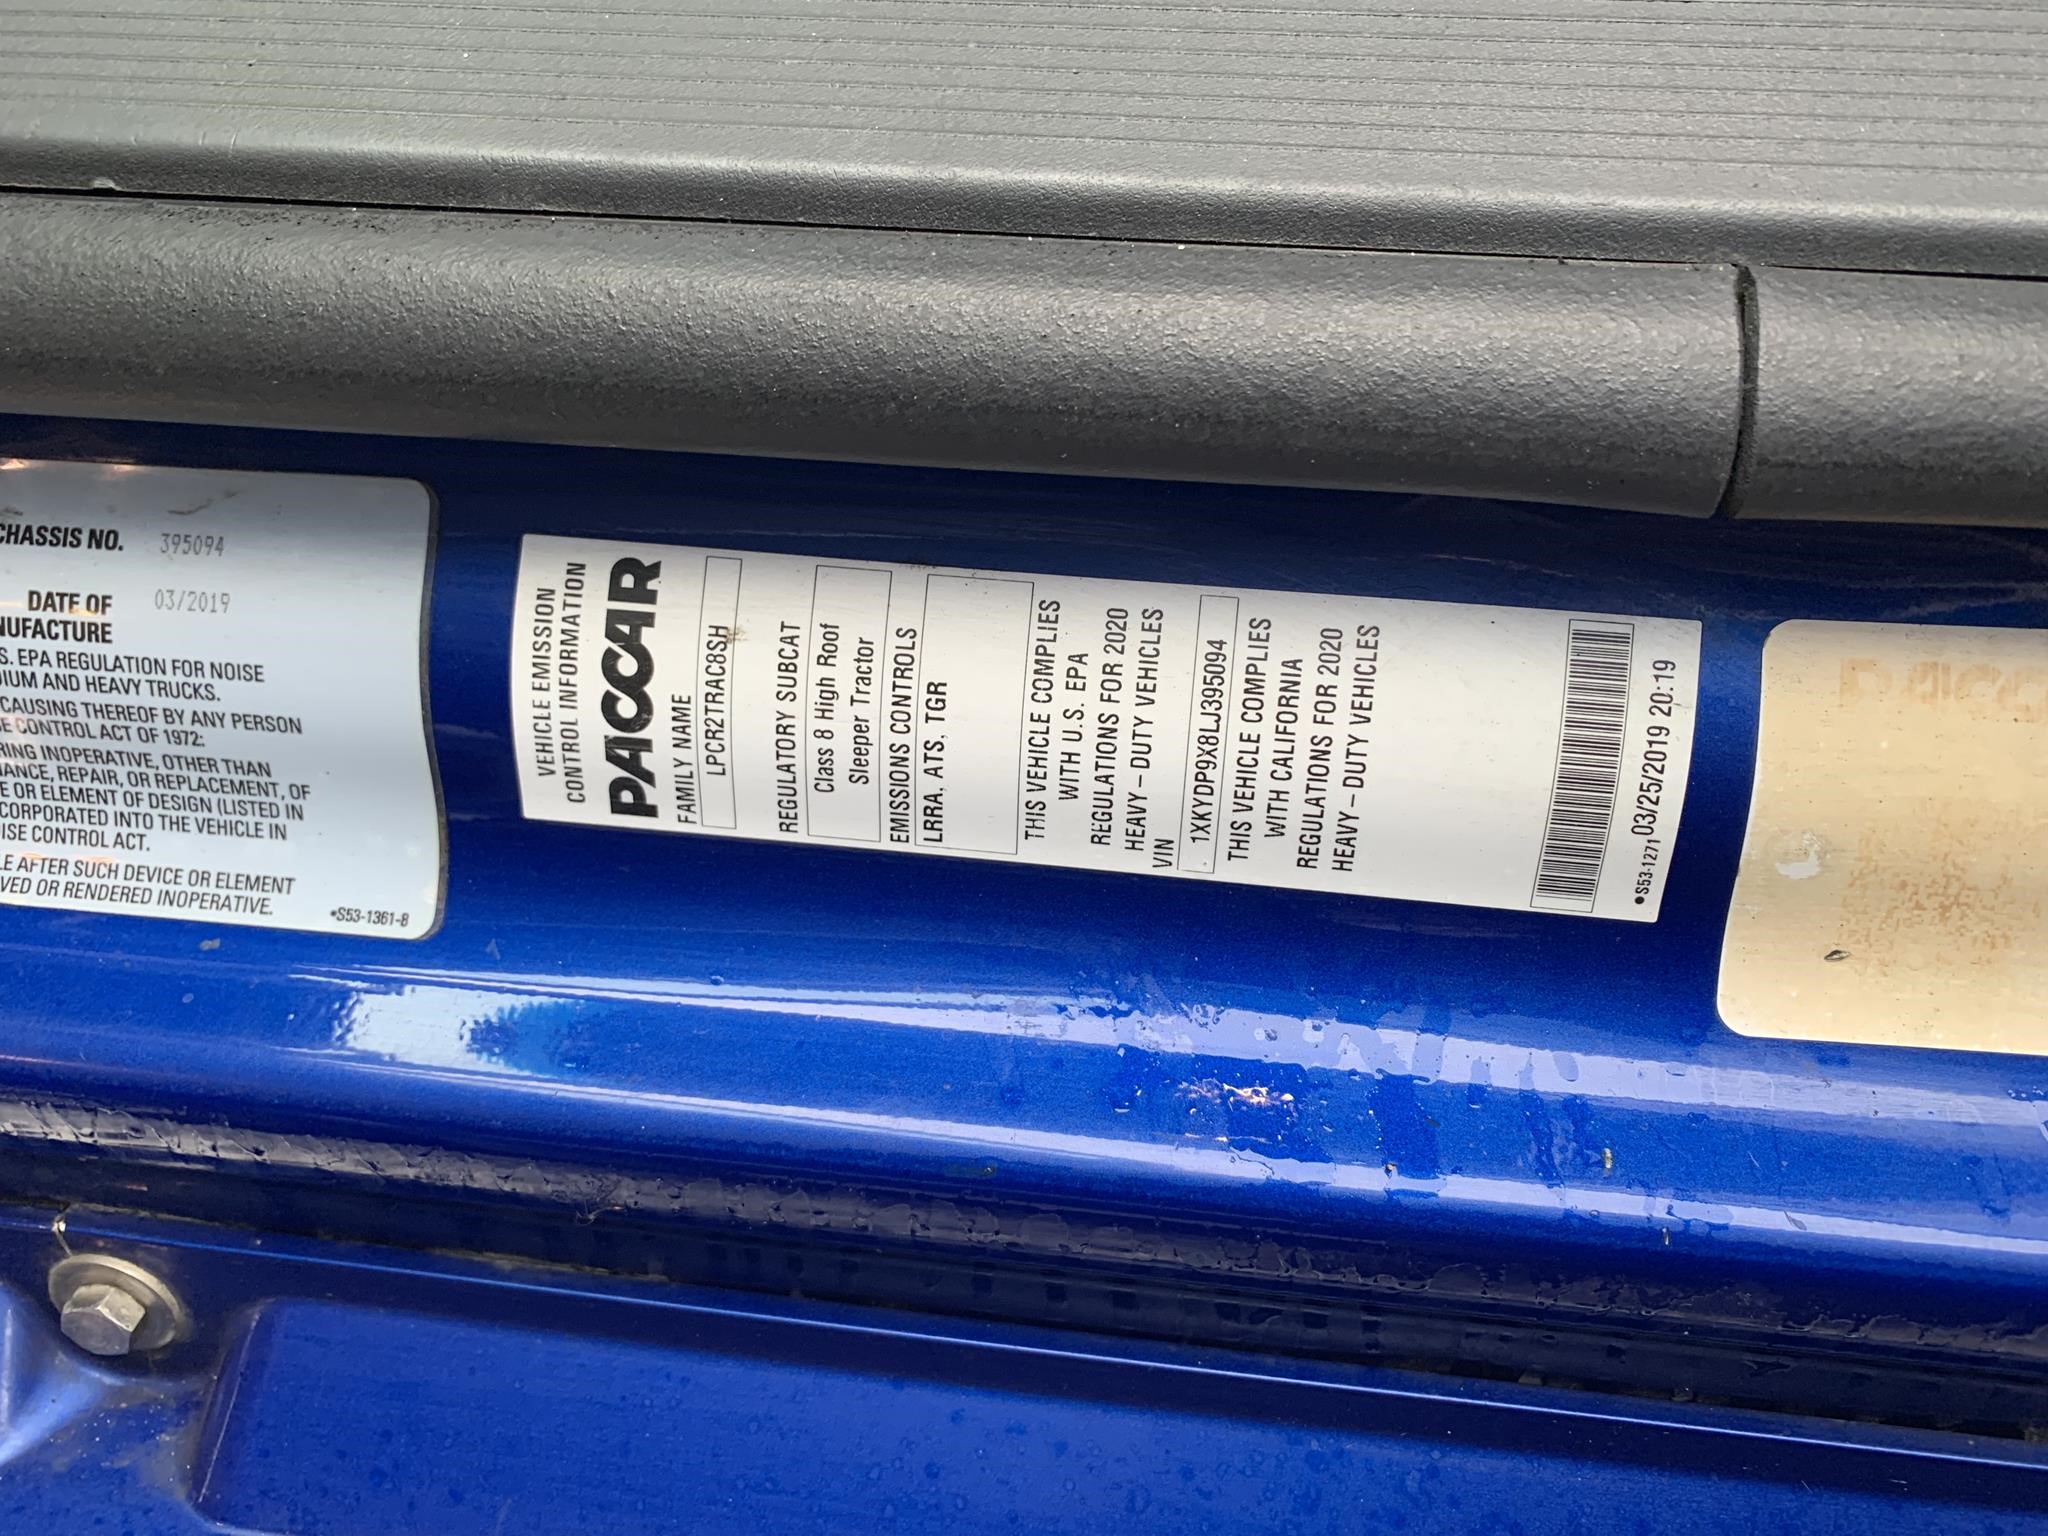 CHASSIS NO. 395094
DATE OF 03/2019
NUFACTURE
S. EPA REGULATION FOR NOISE
DIUM AND HEAVY TRUCKS.
CAUSING THEREOF BY ANY PERSON
E CONTROL ACT OF 1972:
RING INOPERATIVE, OTHER THAN
NANCE, REPAIR, OR REPLACEMENT, OF
E OR ELEMENT OF DESIGN (LISTED IN
CORPORATED INTO THE VEHICLE IN
ISE CONTROL ACT.
LE AFTER SUCH DEVICE OR ELEMENT
VED OR RENDERED INOPERATIVE.
•S53-1361-B
VEHICLE EMISSION
CONTROL INFORMATION
PACCAR
FAMILY NAME
LPCR2TRAC8SH
REGULATORY SUBCAT
Class 8 High Roof
Sleeper Tractor
EMISSIONS CONTROLS
LRRA, ATS, TGR
THIS VEHICLE COMPLIES
WITH U.S. EPA
REGULATIONS FOR 2020
HEAVY – DUTY VEHICLES
VIN
1XKYDP9X8LJ395094
THIS VEHICLE COMPLIES
WITH CALIFORNIA
REGULATIONS FOR 2020
HEAVY – DUTY VEHICLES
•S53-1271 03/25/2019 20:19